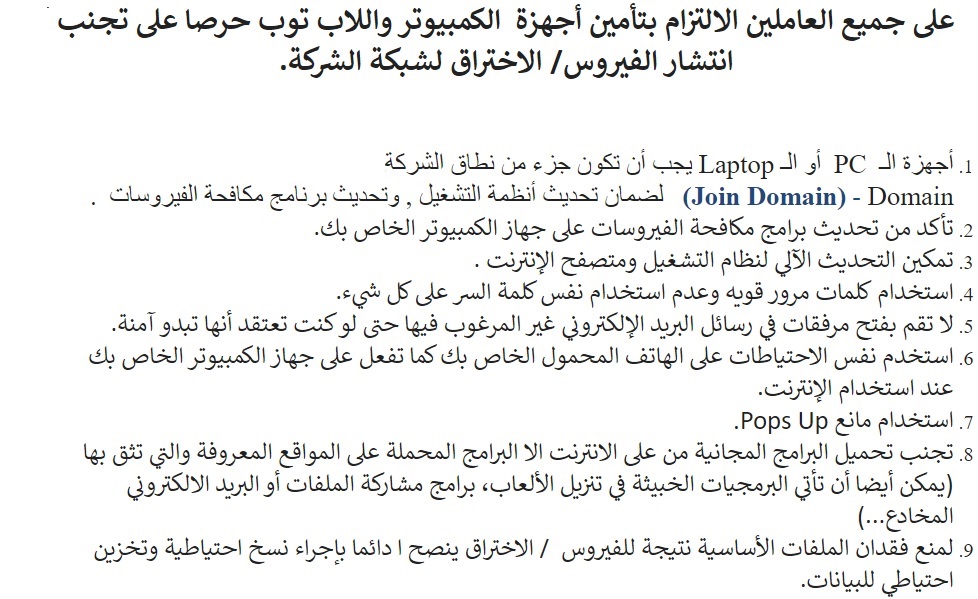 على جميع العاملين الالتزام بتأمين أجهزة الكمبيوتر واللاب توب حرصا على تجنب
انتشار الفيروس/ الاختراق لشبكة الشركة.
1. أجهزة الـ PC أو الـ Laptop يجب أن تكون جزء من نطاق الشركة
Domain - (Join Domain) لضمان تحديث أنظمة التشغيل , وتحديث برنامج مكافحة الفيروسات .
2. تأكد من تحديث برامج مكافحة الفيروسات على جهاز الكمبيوتر الخاص بك.
3. تمكين التحديث الآلي لنظام التشغيل ومتصفح الإنترنت .
4. استخدام كلمات مرور قويه وعدم استخدام نفس كلمة السر على كل شيء.
5. لا تقم بفتح مرفقات في رسائل البريد الإلكتروني غير المرغوب فيها حتى لو كنت تعتقد أنها تبدو آمنة.
6. استخدم نفس الاحتياطات على الهاتف المحمول الخاص بك كما تفعل على جهاز الكمبيوتر الخاص بك
عند استخدام الإنترنت.
7. استخدام مانع Pops Up.
8. تجنب تحميل البرامج المجانية من على الانترنت الا البرامج المحملة على المواقع المعروفة والتي تثق بها
(يمكن أيضا أن تأتي البرمجيات الخبيثة في تنزيل الألعاب، برامج مشاركة الملفات أو البريد الالكتروني
المخادع...)
9. لمنع فقدان الملفات الأساسية نتيجة للفيروس / الاختراق ينصح ا دائما بإجراء نسخ احتياطية وتخزين
احتياطي للبيانات.